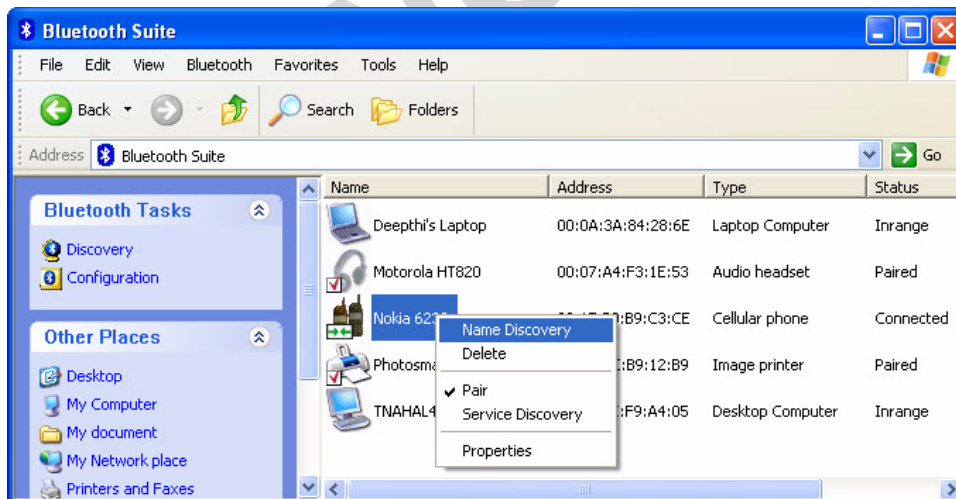 Bluetooth Suite
File Edit View Bluetooth Favorites Tools Help
Back Search Folders
Address Bluetooth Suite Go
Bluetooth Tasks
Discovery
Configuration
Other Places
Desktop
My Computer
My document
My Network place
Printers and Faxes
Name Address Type Status
Deepthi's Laptop 00:0A:3A:84:28:6E Laptop Computer Inrange
Motorola HT820 00:07:A4:F3:1E:53 Audio headset Paired
Nokia :B9:C3:CE Cellular phone Connected
:B9:12:B9 Image printer Paired
:F9:A4:05 Desktop Computer Inrange
Name Discovery
Delete
Pair
Service Discovery
Properties